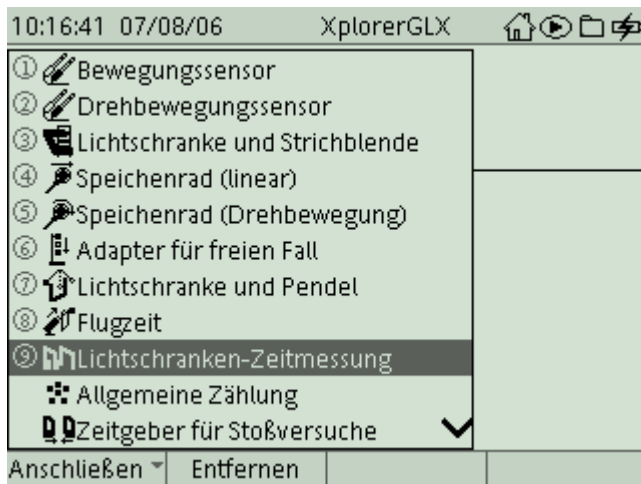 10:16:41 07/08/06 XplorerGLX
① Bewegungssensor
② Drehbewegungssensor
③ Lichtschranke und Strichblende
④ Speichenrad (linear)
⑤ Speichenrad (Drehbewegung)
⑥ Adapter für freien Fall
⑦ Lichtschranke und Pendel
⑧ Flugzeit
⑨ Lichtschranken-Zeitmessung
Allgemeine Zählung
Zeitgeber für Stoßversuche
Anschließen Entfernen